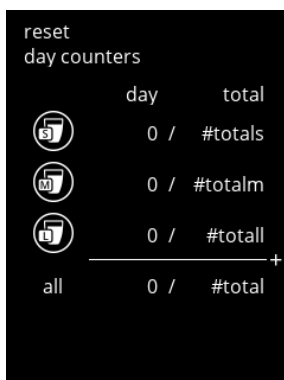 reset
day counters
day total
S 0 / #totals
M 0 / #totalm
L 0 / #totall
+
all 0 / #total